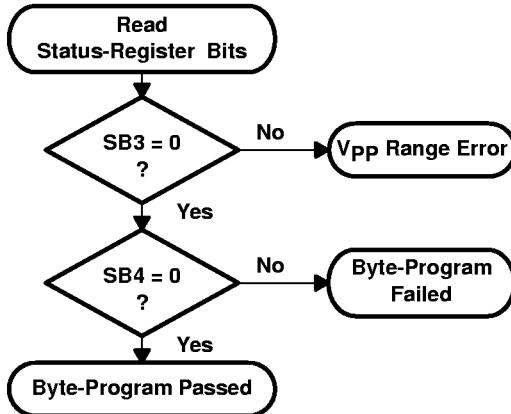 Read
Status-Register Bits
SB3 = 0
?
No
VPP Range Error
Yes
SB4 = 0
?
No
Byte-Program
Failed
Yes
Byte-Program Passed